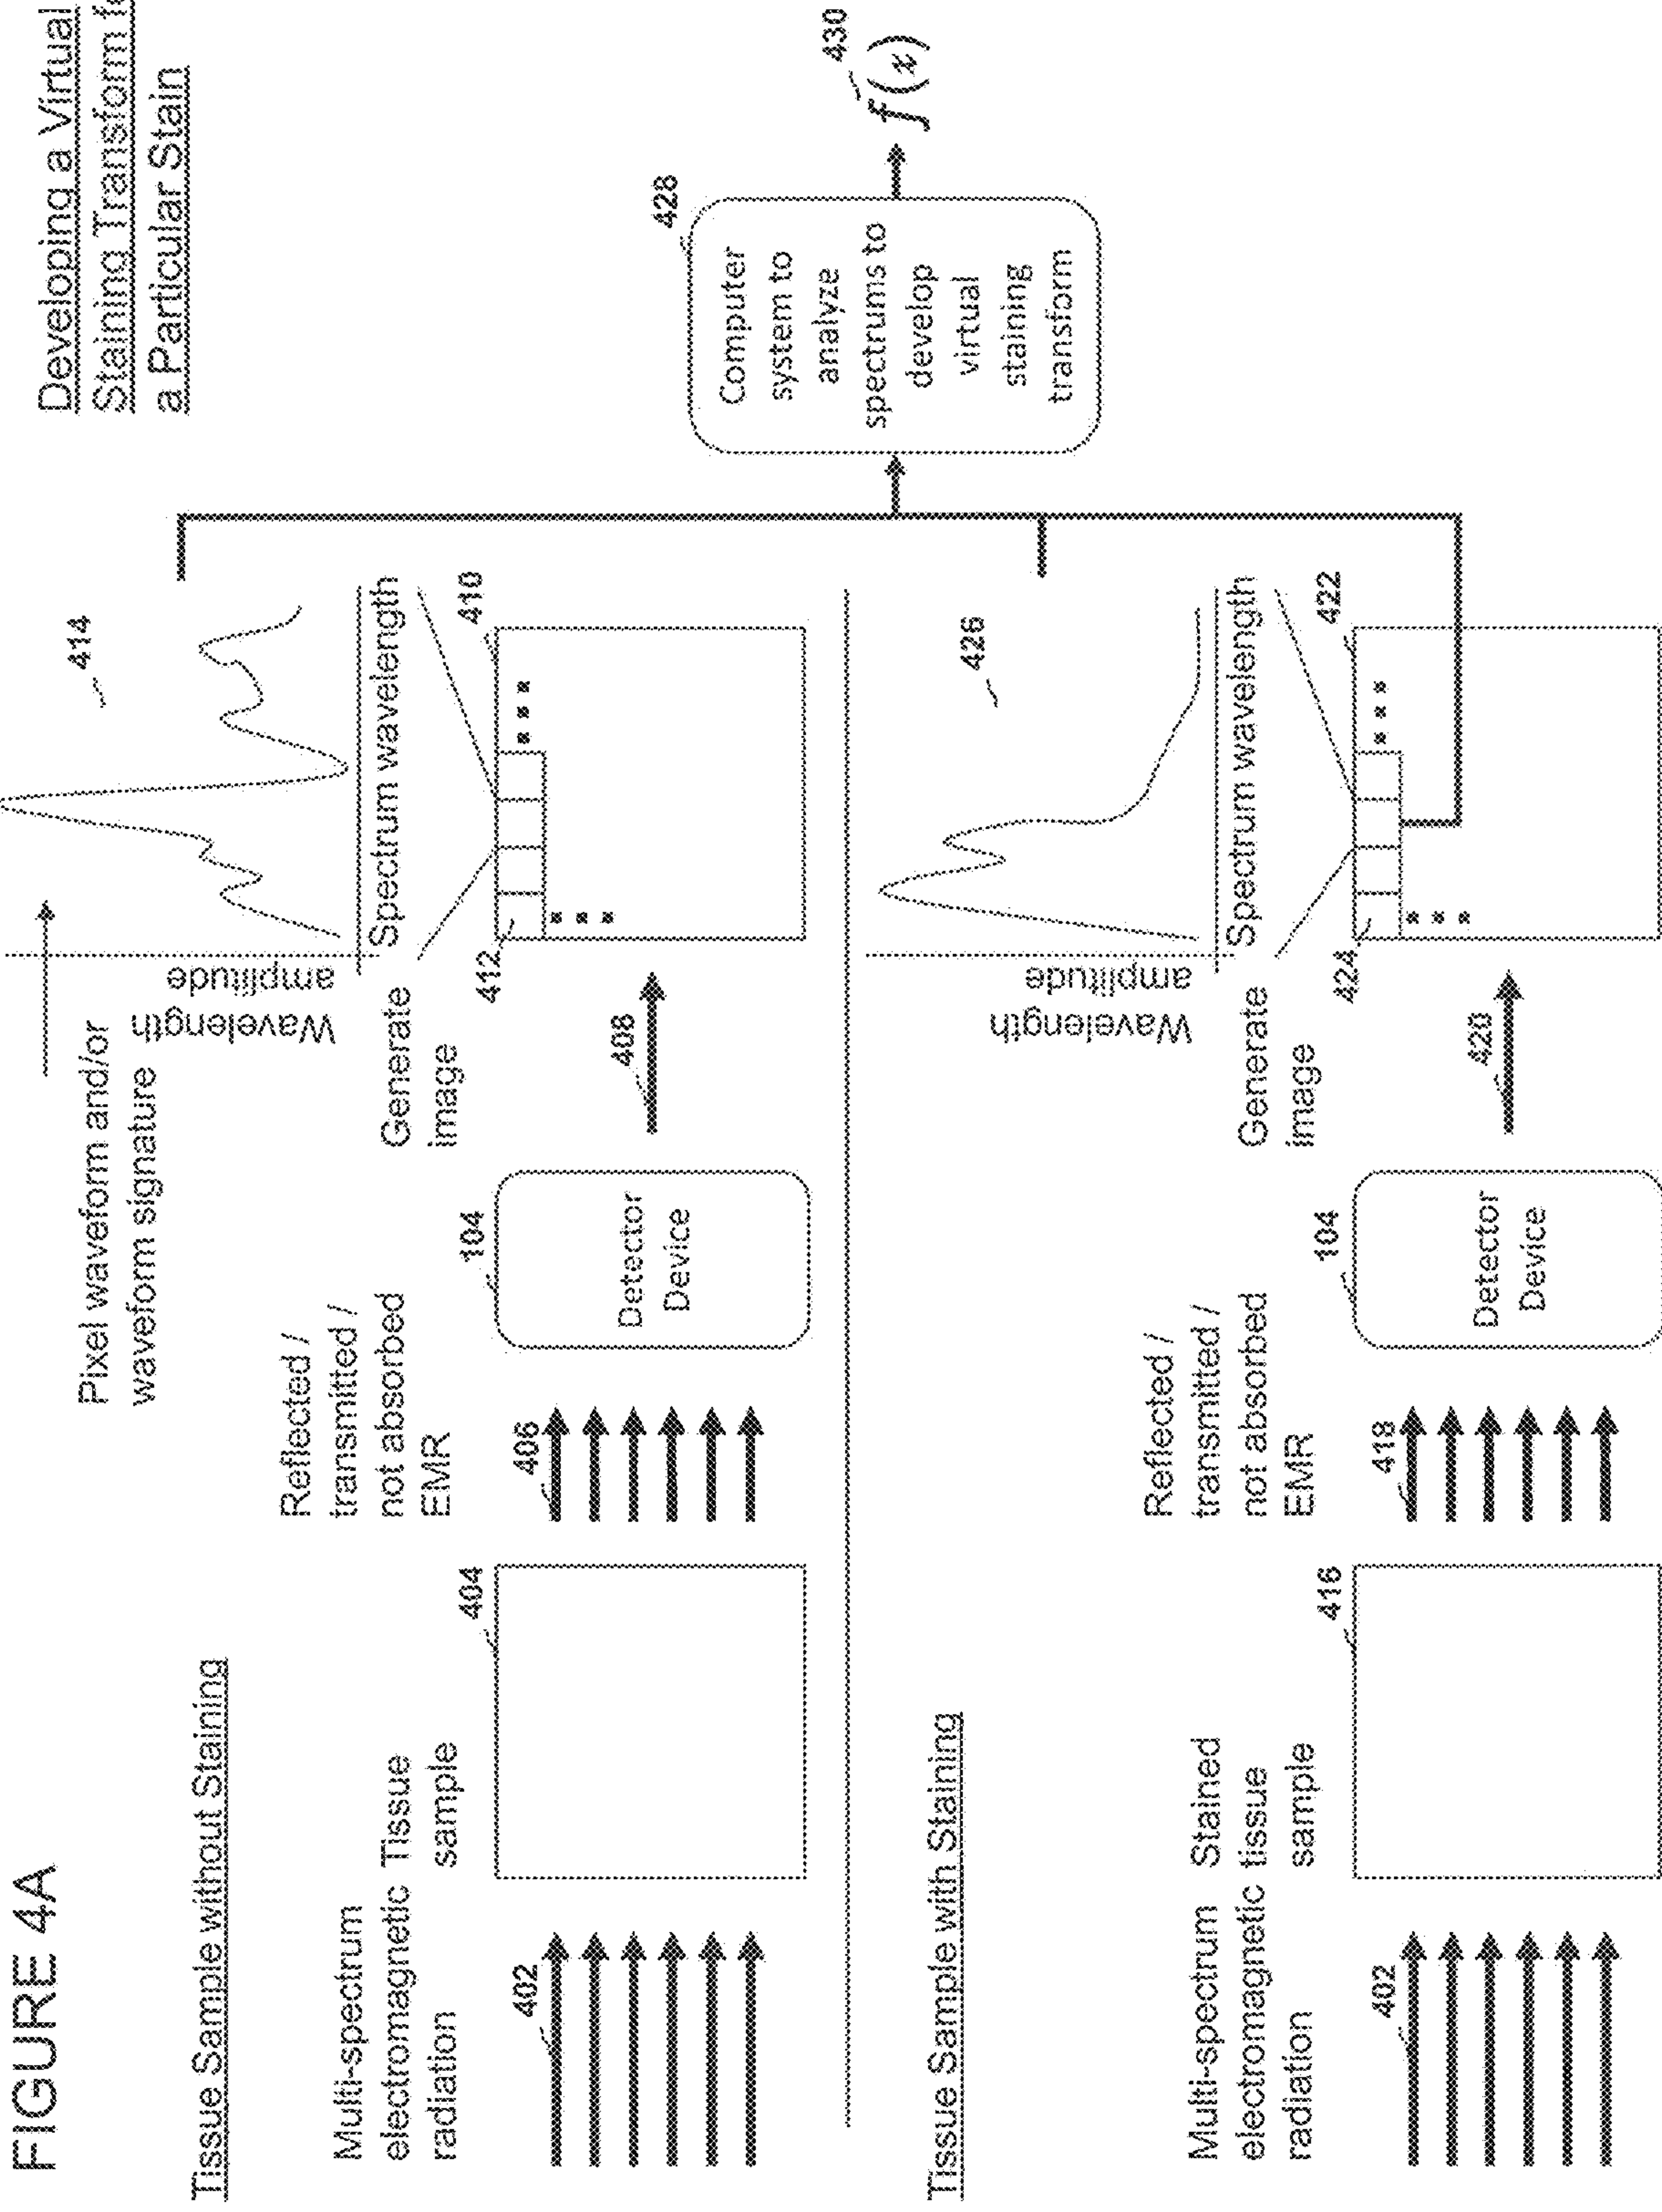 FIGURE 4A
Developing a Virtual
Staining Transform
a Particular Stain
Tissue Sample without Staining
Pixel waveform and/or
waveform signature
414
Wavelength
amplitude
Spectrum wavelength
Multi-spectrum
electromagnetic
radiation
402
Tissue
sample
404
Reflected /
transmitted /
not absorbed
EMR
406
104
Detector
Device
Generate
image
408
412
410
Tissue Sample with Staining
426
Wavelength
amplitude
Spectrum wavelength
Multi-spectrum
electromagnetic
radiation
402
Stained
tissue
sample
416
Reflected /
transmitted /
not absorbed
EMR
418
104
Detector
Device
Generate
image
420
424
422
428
Computer
system to
analyze
spectrums to
develop
virtual
staining
transform
430
f(x)